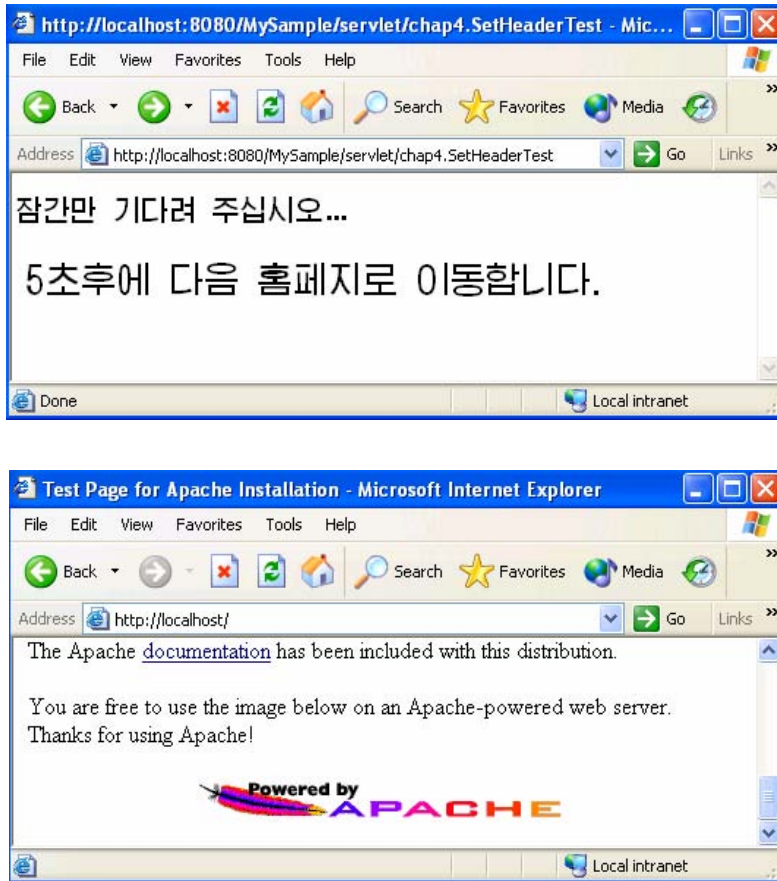 http://localhost:8080/MySample/servlet/chap4.SetHeaderTest - Mic...
File Edit View Favorites Tools Help
Back Search Favorites Media »
Address http://localhost:8080/MySample/servlet/chap4.SetHeaderTest Go Links »
잠간만 기다려 주십시오...
5초후에 다음 홈페지로 이동합니다.
Done Local intranet
Test Page for Apache Installation - Microsoft Internet Explorer
File Edit View Favorites Tools Help
Back Search Favorites Media »
Address http://localhost/ Go Links »
The Apache documentation has been included with this distribution.
You are free to use the image below on an Apache-powered web server.
Thanks for using Apache!
Powered by
APACHE
Local intranet